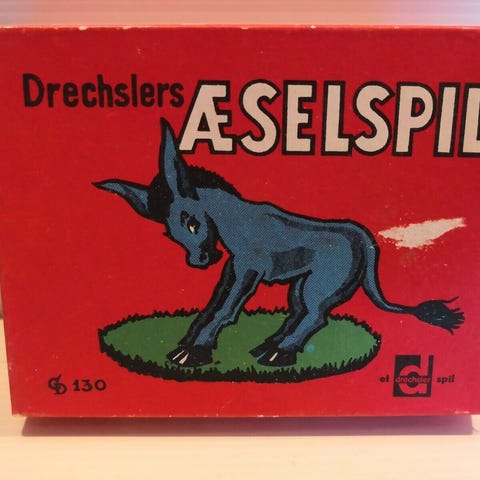 Drechslers
ÆSELSPIL
130
et drechsler spil